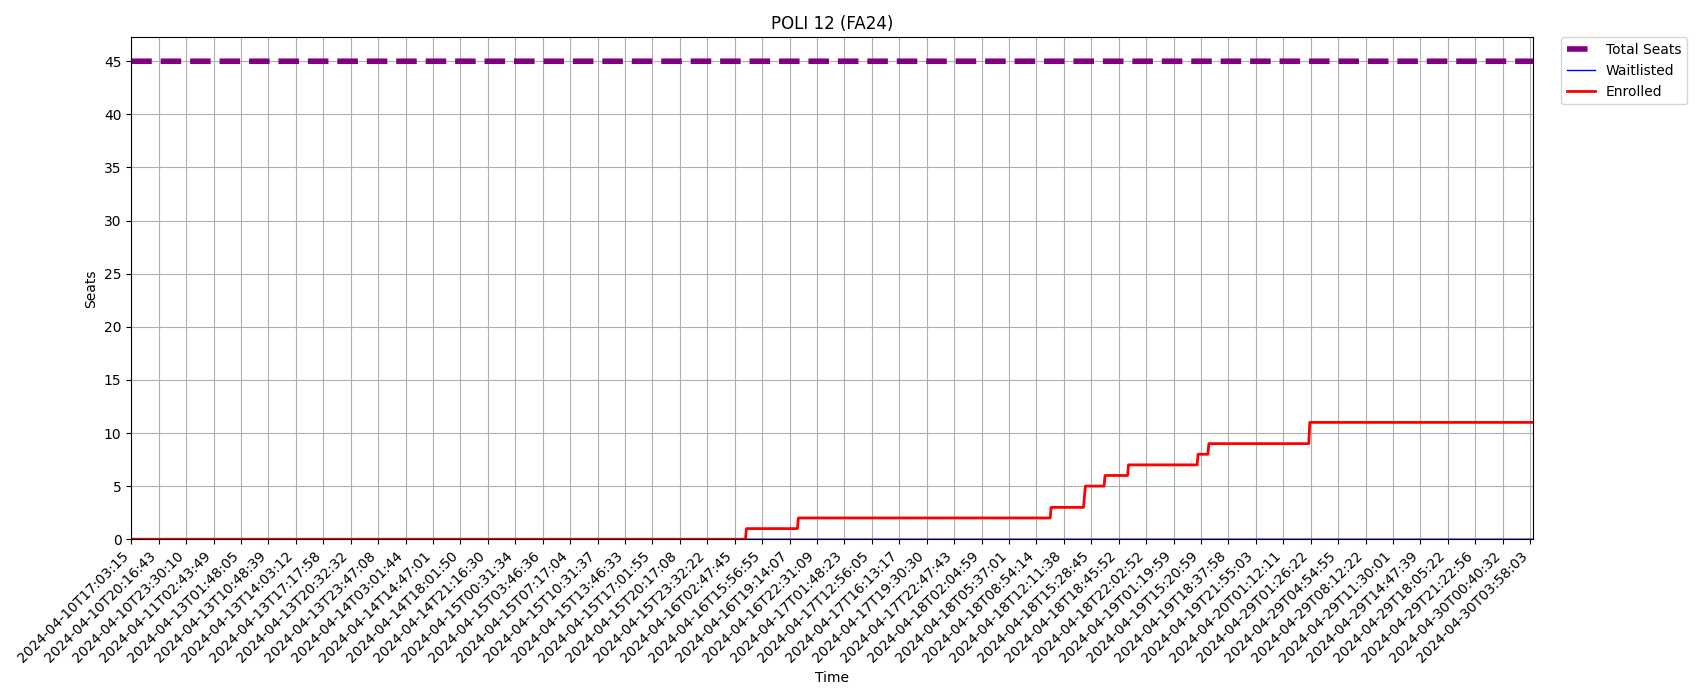 POLI 12 (FA24)
Total Seats
Waitlisted
Enrolled
45
40
35
30
25
20
15
10
5
0
Seats
2024-04-10T17:03:15
2024-04-10T20:16:43
2024-04-10T23:30:10
2024-04-11T02:43:49
2024-04-13T01:48:05
2024-04-13T10:48:39
2024-04-13T14:03:12
2024-04-13T17:17:58
2024-04-13T20:32:32
2024-04-13T23:47:08
2024-04-14T03:01:44
2024-04-14T14:47:01
2024-04-14T18:01:50
2024-04-14T21:16:30
2024-04-15T00:31:34
2024-04-15T03:46:36
2024-04-15T07:17:04
2024-04-15T10:31:37
2024-04-15T13:46:33
2024-04-15T17:01:55
2024-04-15T20:17:08
2024-04-15T23:32:22
2024-04-16T02:47:45
2024-04-16T15:56:55
2024-04-16T19:14:07
2024-04-16T22:31:09
2024-04-17T01:48:23
2024-04-17T12:56:05
2024-04-17T16:13:17
2024-04-17T19:30:30
2024-04-17T22:47:43
2024-04-18T02:04:59
2024-04-18T05:37:01
2024-04-18T08:54:14
2024-04-18T12:11:38
2024-04-18T15:28:45
2024-04-18T18:45:52
2024-04-18T22:02:52
2024-04-19T01:19:59
2024-04-19T15:20:59
2024-04-19T18:37:58
2024-04-19T21:55:03
2024-04-20T01:12:11
2024-04-29T01:26:22
2024-04-29T04:54:55
2024-04-29T08:12:22
2024-04-29T11:30:01
2024-04-29T14:47:39
2024-04-29T18:05:22
2024-04-29T21:22:56
2024-04-30T00:40:32
2024-04-30T03:58:03
Time